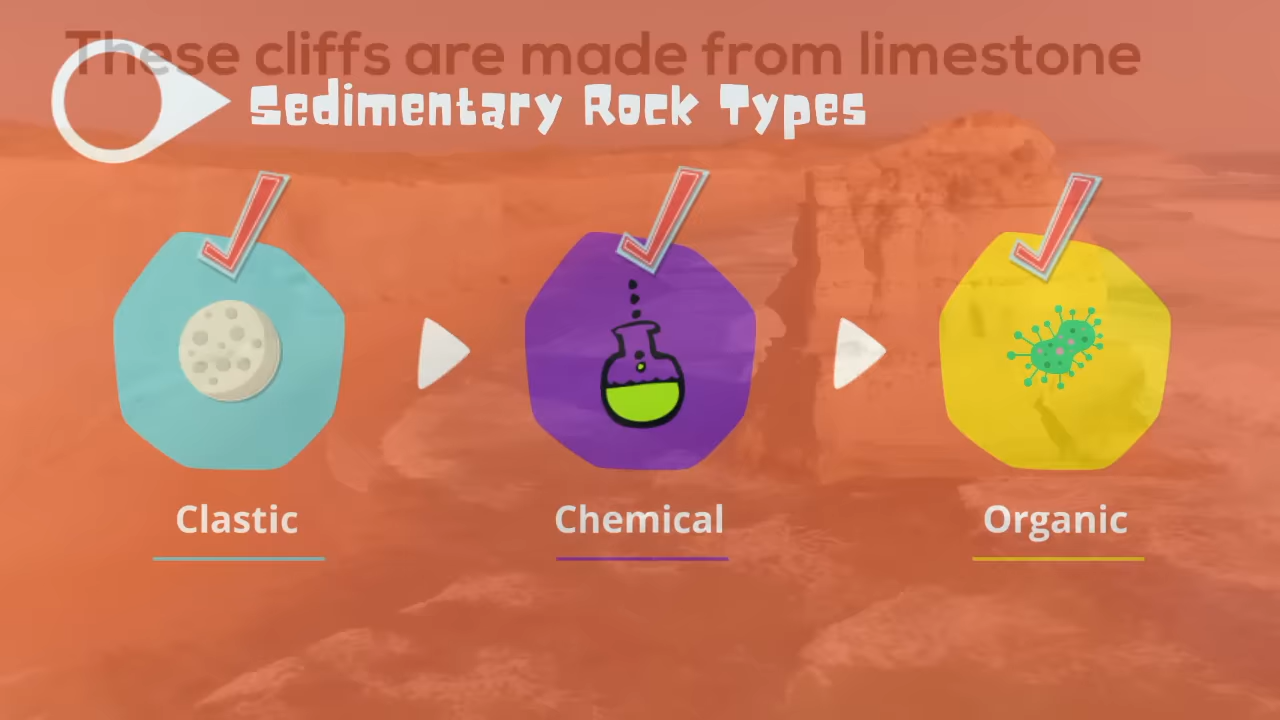 These cliffs are made from limestone
Sedimentary Rock Types
Clastic
Chemical
Organic